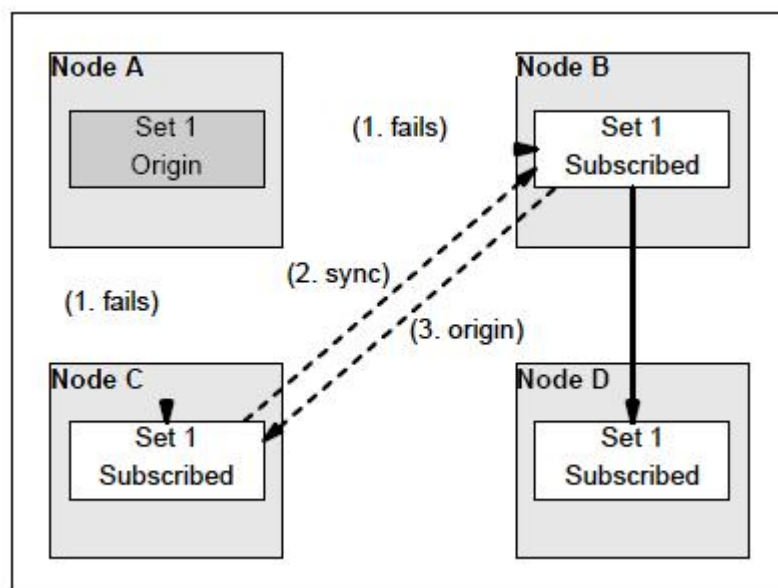 Node A
Set 1
Origin
(1. fails)
Node B
Set 1
Subscribed
(2. sync)
(1. fails)
(3. origin)
Node C
Set 1
Subscribed
Node D
Set 1
Subscribed